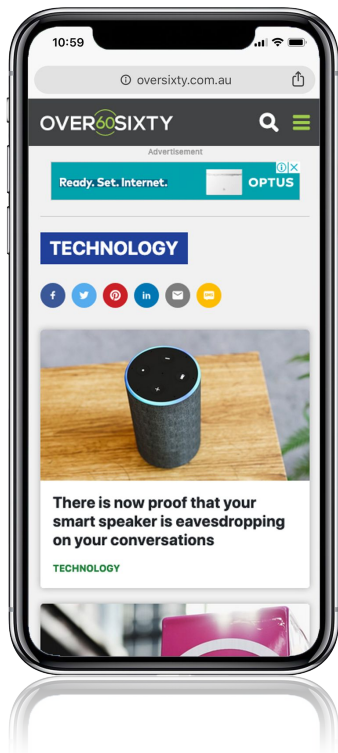 10:59
oversixty.com.au
OVER60SIXTY
Advertisement
Ready. Set. Internet.
OPTUS
TECHNOLOGY
There is now proof that your
smart speaker is eavesdropping
on your conversations
TECHNOLOGY